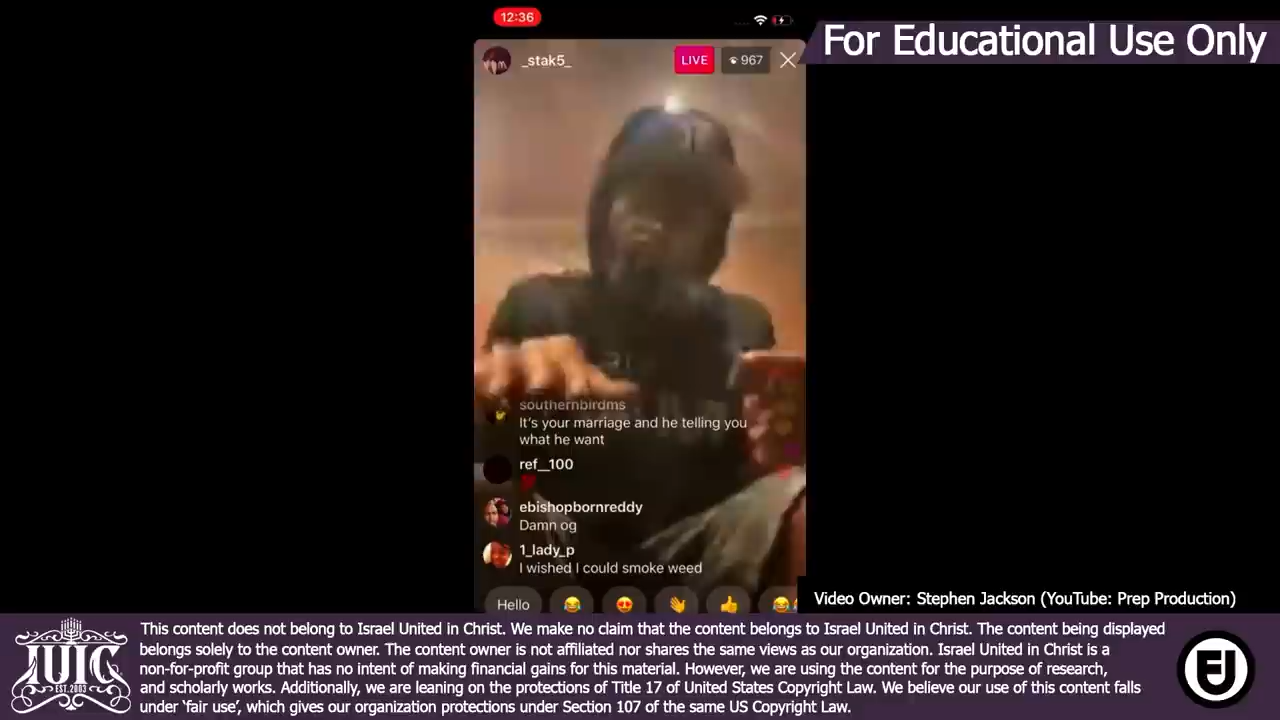 12:36
For Educational Use Only
_stak5_
LIVE
967
southernbirdms
It's your marriage and he telling you
what he want
ref__100
ebishopbornreddy
Damn og
1_lady_p
I wished I could smoke weed
Hello
Video Owner: Stephen Jackson (YouTube: Prep Production)
IUIC
EST.2003
This content does not belong to Israel United in Christ. We make no claim that the content belongs to Israel United in Christ. The content being displayed
belongs solely to the content owner. The content owner is not affiliated nor shares the same views as our organization. Israel United in Christ is a
non-for-profit group that has no intent of making financial gains for this material. However, we are using the content for the purpose of research,
and scholarly works. Additionally, we are leaning on the protections of Title 17 of United States Copyright Law. We believe our use of this content falls
under 'fair use', which gives our organization protections under Section 107 of the same US Copyright Law.